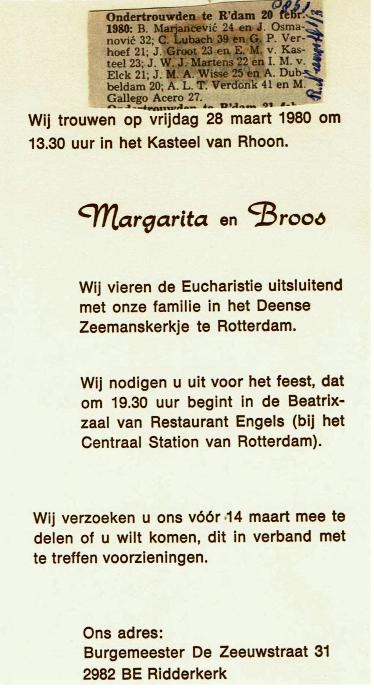 Ondertrouwden te R'dam 20 febr.
1980: B. Marjancević 24 en J. Osma-
nović 32; C. Lubach 39 en G. P. Ver-
hoef 21; J. Groot 23 en E. M. v. Kas-
teel 23; J. W. J. Martens 22 en I. M. v.
Eick 21; J. M. A. Wisse 25 en A. Dub-
beldam 20; A. L. T. Verdonk 41 en M.
Gallego Acero 27.
Ondertrouwden te R'dam 21 feb
Wij trouwen op vrijdag 28 maart 1980 om
13.30 uur in het Kasteel van Rhoon.
Margarita en Broos
Wij vieren de Eucharistie uitsluitend
met onze familie in het Deense
Zeemanskerkje te Rotterdam.
Wij nodigen u uit voor het feest, dat
om 19.30 uur begint in de Beatrix-
zaal van Restaurant Engels (bij het
Centraal Station van Rotterdam).
Wij verzoeken u ons vóór 14 maart mee te
delen of u wilt komen, dit in verband met
te treffen voorzieningen.
Ons adres:
Burgemeester De Zeeuwstraat 31
2982 BE Ridderkerk